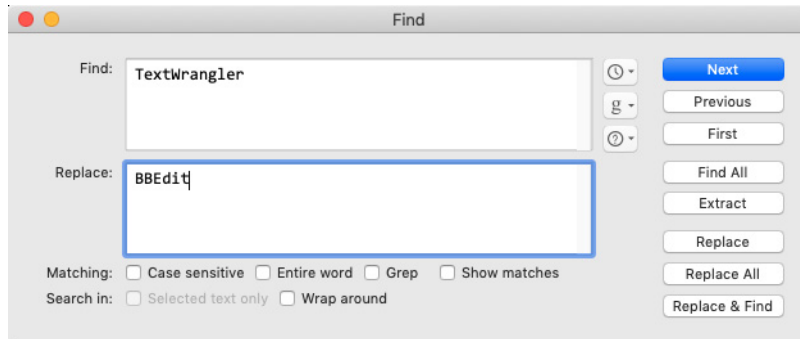 Find
Find:
TextWrangler
g
?
Next
Previous
First
Replace:
BBEdit
Find All
Extract
Replace
Replace All
Replace & Find
Matching: Case sensitive Entire word Grep Show matches
Search in: Selected text only Wrap around